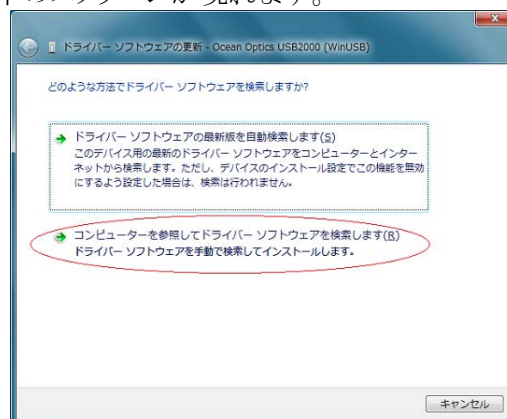 ドライバー ソフトウェアの更新 - Ocean Optics USB2000 (WinUSB)
どのような方法でドライバー ソフトウェアを検索しますか?
ドライバー ソフトウェアの最新版を自動検索します(S)
このデバイス用の最新のドライバー ソフトウェアをコンピューターとインター
ネットから検索します。ただし、デバイスのインストール設定でこの機能を無効
にするよう設定した場合は、検索は行われません。
コンピューターを参照してドライバー ソフトウェアを検索します(R)
ドライバー ソフトウェアを手動で検索してインストールします。
キャンセル